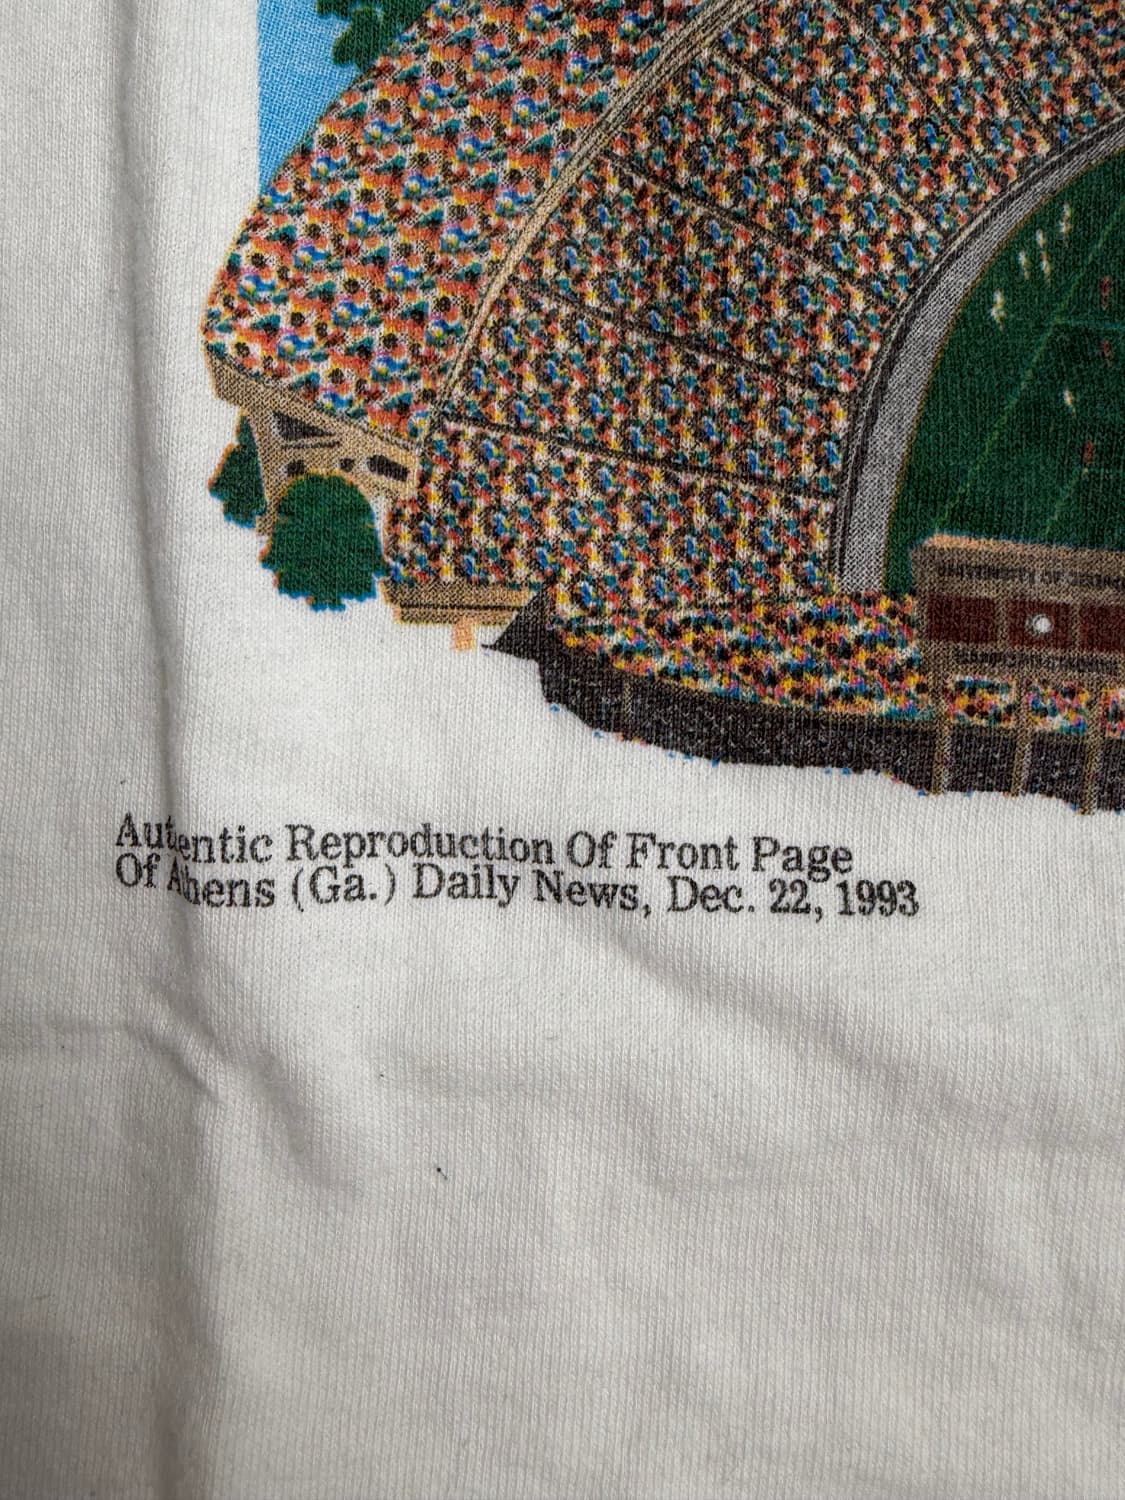 Autentic Reproduction Of Front Page
Of Athens (Ga.) Daily News, Dec. 22, 1993